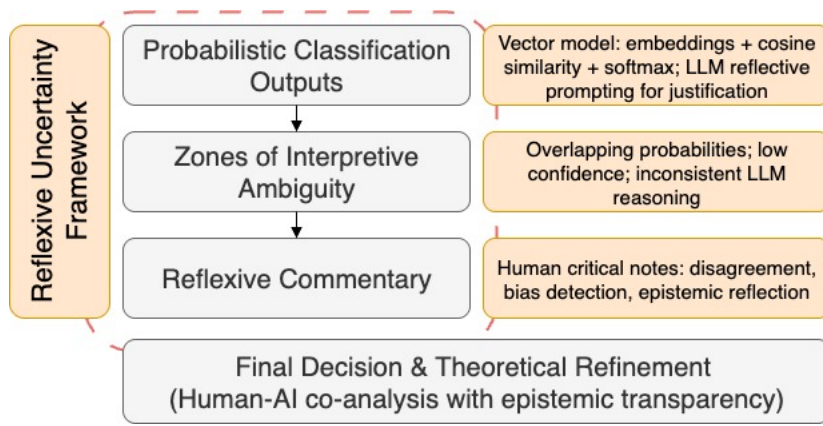 Reflexive Uncertainty
Framework
Probabilistic Classification
Outputs
Vector model: embeddings + cosine
similarity + softmax; LLM reflective
prompting for justification
Zones of Interpretive
Ambiguity
Overlapping probabilities; low
confidence; inconsistent LLM
reasoning
Reflexive Commentary
Human critical notes: disagreement,
bias detection, epistemic reflection
Final Decision & Theoretical Refinement
(Human-AI co-analysis with epistemic transparency)